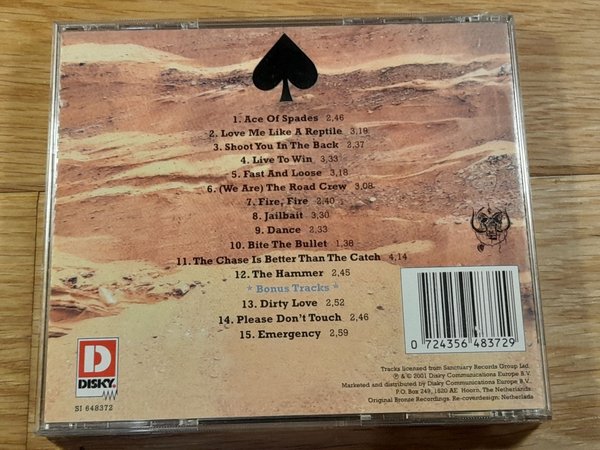 1. Ace Of Spades 2,46
2. Love Me Like A Reptile 3,19
3. Shoot You In The Back 2,37
4. Live To Win 3,33
5. Fast And Loose 3,18
6. (We Are) The Road Crew 3,08
7. Fire, Fire 2,40
8. Jailbait 3,30
9. Dance 2,33
10. Bite The Bullet 1,36
11. The Chase Is Better Than The Catch 4,14
12. The Hammer 2,45
* Bonus Tracks *
13. Dirty Love 2,52
14. Please Don't Touch 2,46
15. Emergency 2,59
0 724356 483729
D
DISKY
SI 648372
Tracks licensed from Sanctuary Records Group Ltd.
℗ & © 2001 Disky Communications Europe B.V.
Marketed and distributed by Disky Communications Europe B.V.
P.O. Box 249, 1620 AE Hoorn, The Netherlands.
Original Bronze Recordings. Re-coverdesign: Netherlads